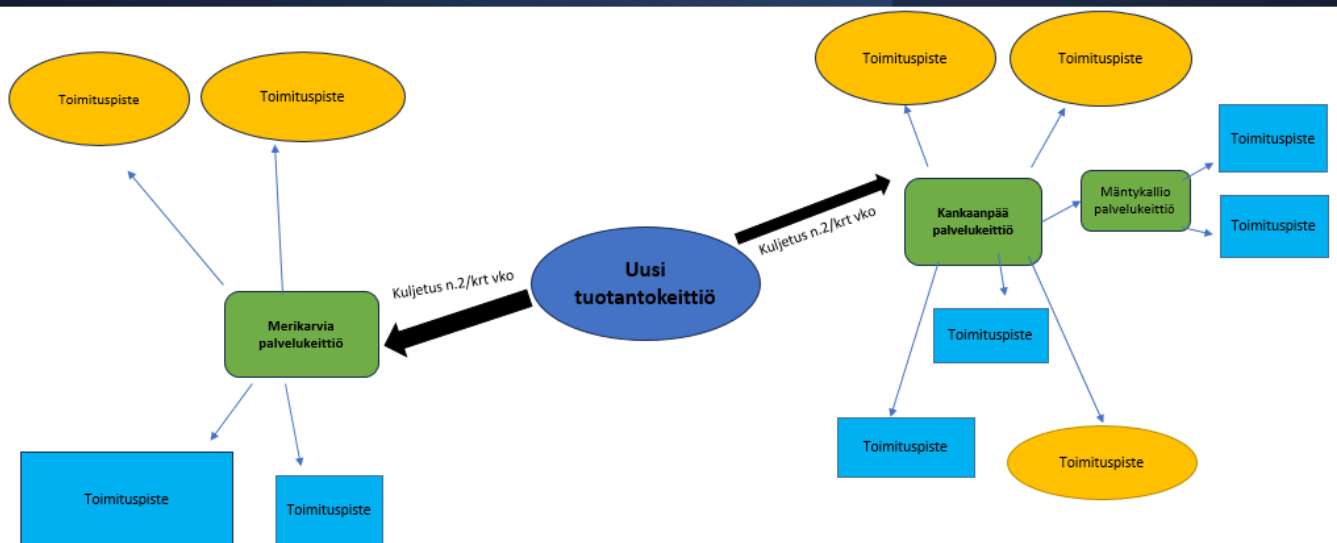 Toimituspiste
Toimituspiste
Toimituspiste
Toimituspiste
Toimituspiste
Toimituspiste
Mäntykallio
palvelukeittiö
Kankaanpää
palvelukeittiö
Kuljetus n.2/krt vko
Uusi
tuotantokeittiö
Kuljetus n.2/krt vko
Merikarvia
palvelukeittiö
Toimituspiste
Toimituspiste
Toimituspiste
Toimituspiste
Toimituspiste